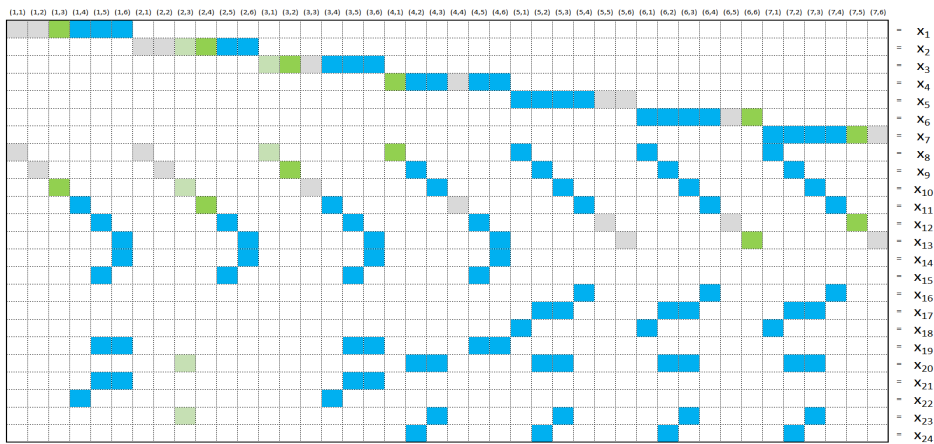 (1,1) (1,2) (1,3) (1,4) (1,5) (1,6) (2,1) (2,2) (2,3) (2,4) (2,5) (2,6) (3,1) (3,2) (3,3) (3,4) (3,5) (3,6) (4,1) (4,2) (4,3) (4,4) (4,5) (4,6) (5,1) (5,2) (5,3) (5,4) (5,5) (5,6) (6,1) (6,2) (6,3) (6,4) (6,5) (6,6) (7,1) (7,2) (7,3) (7,4) (7,5) (7,6)
= x₁
= x₂
= x₃
= x₄
= x₅
= x₆
= x₇
= x₈
= x₉
= x₁₀
= x₁₁
= x₁₂
= x₁₃
= x₁₄
= x₁₅
= x₁₆
= x₁₇
= x₁₈
= x₁₉
= x₂₀
= x₂₁
= x₂₂
= x₂₃
= x₂₄